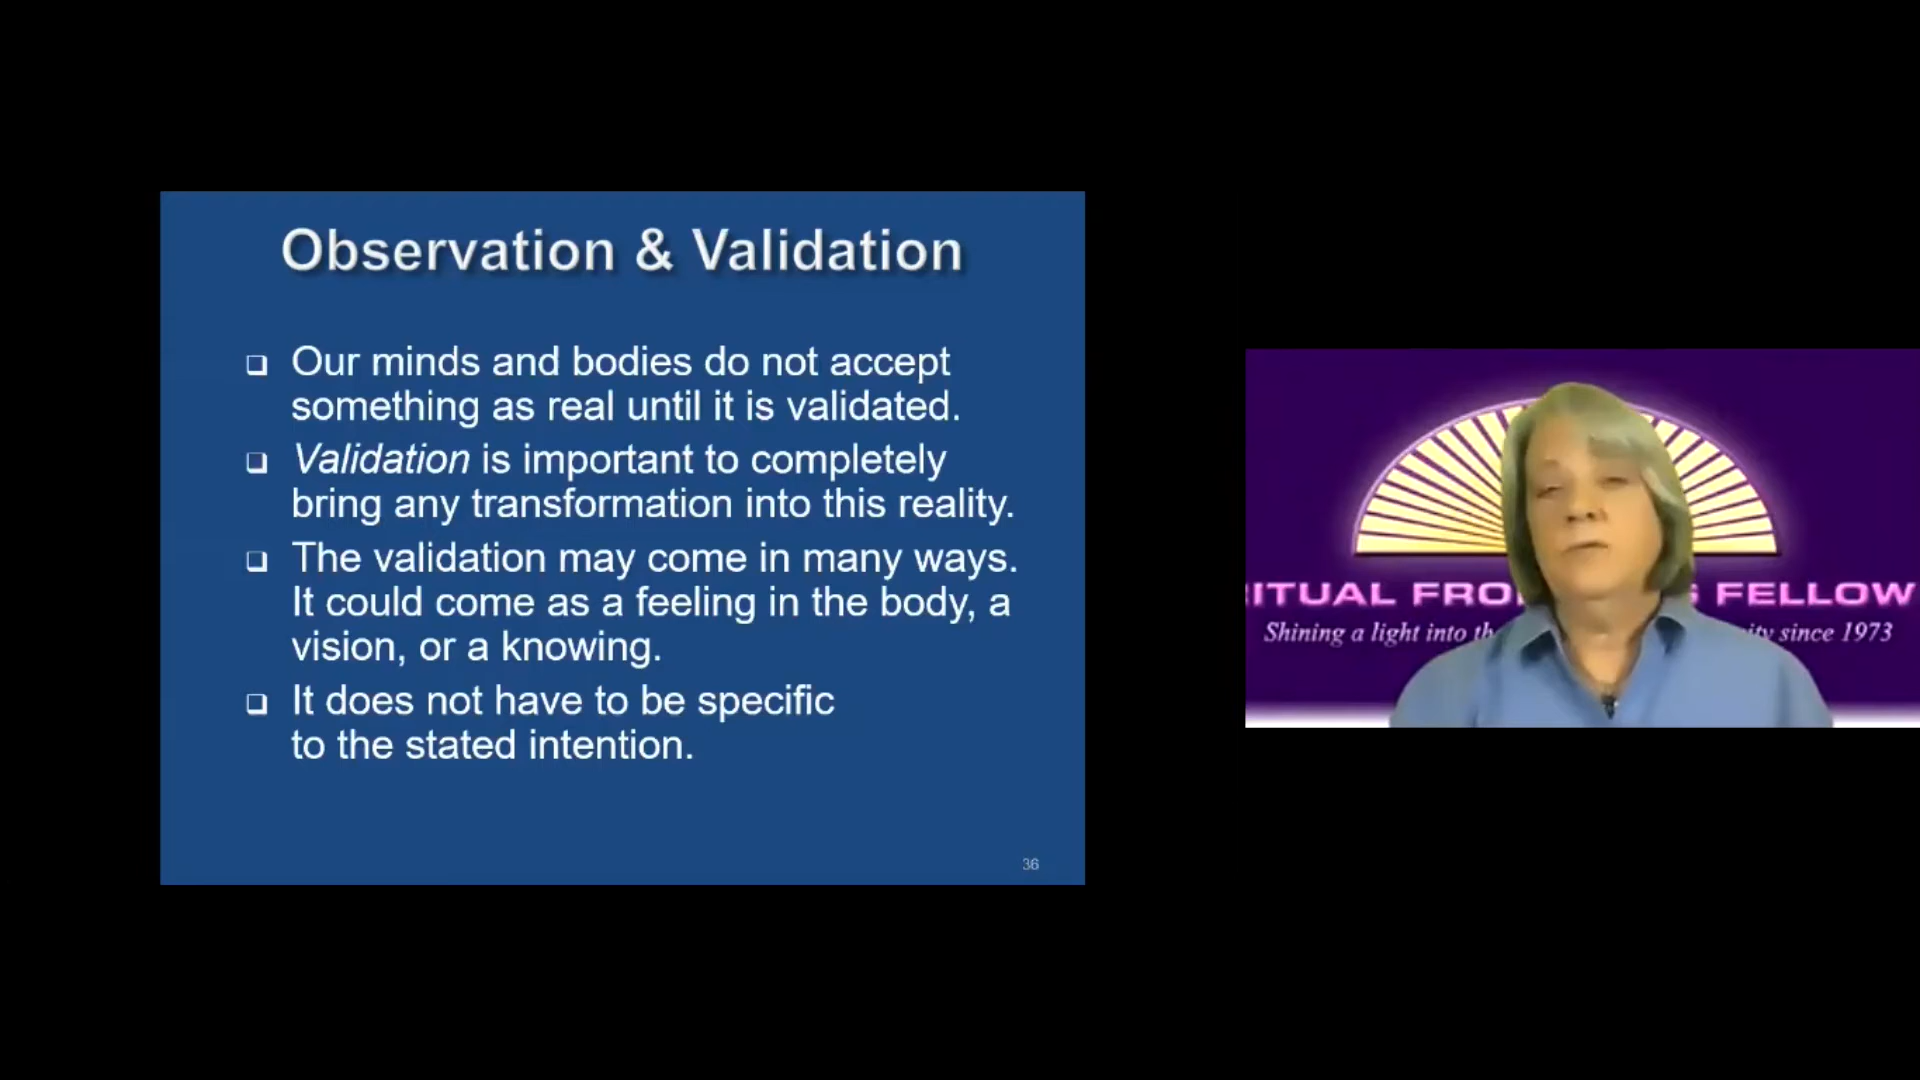 Observation & Validation
Our minds and bodies do not accept
something as real until it is validated.
Validation is important to completely
bring any transformation into this reality.
The validation may come in many ways.
It could come as a feeling in the body, a
vision, or a knowing.
It does not have to be specific
to the stated intention.
36
FELLOW
Shining a light into
since 1973